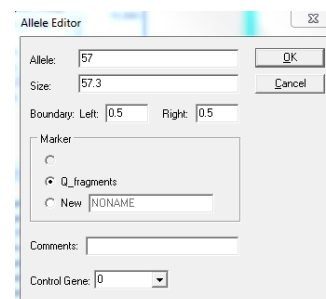 Allele Editor
Allele: 57
OK
Size: 57.3
Cancel
Boundary: Left: 0.5 Right: 0.5
Marker
Q_fragments
New NONAME
Comments:
Control Gene: 0